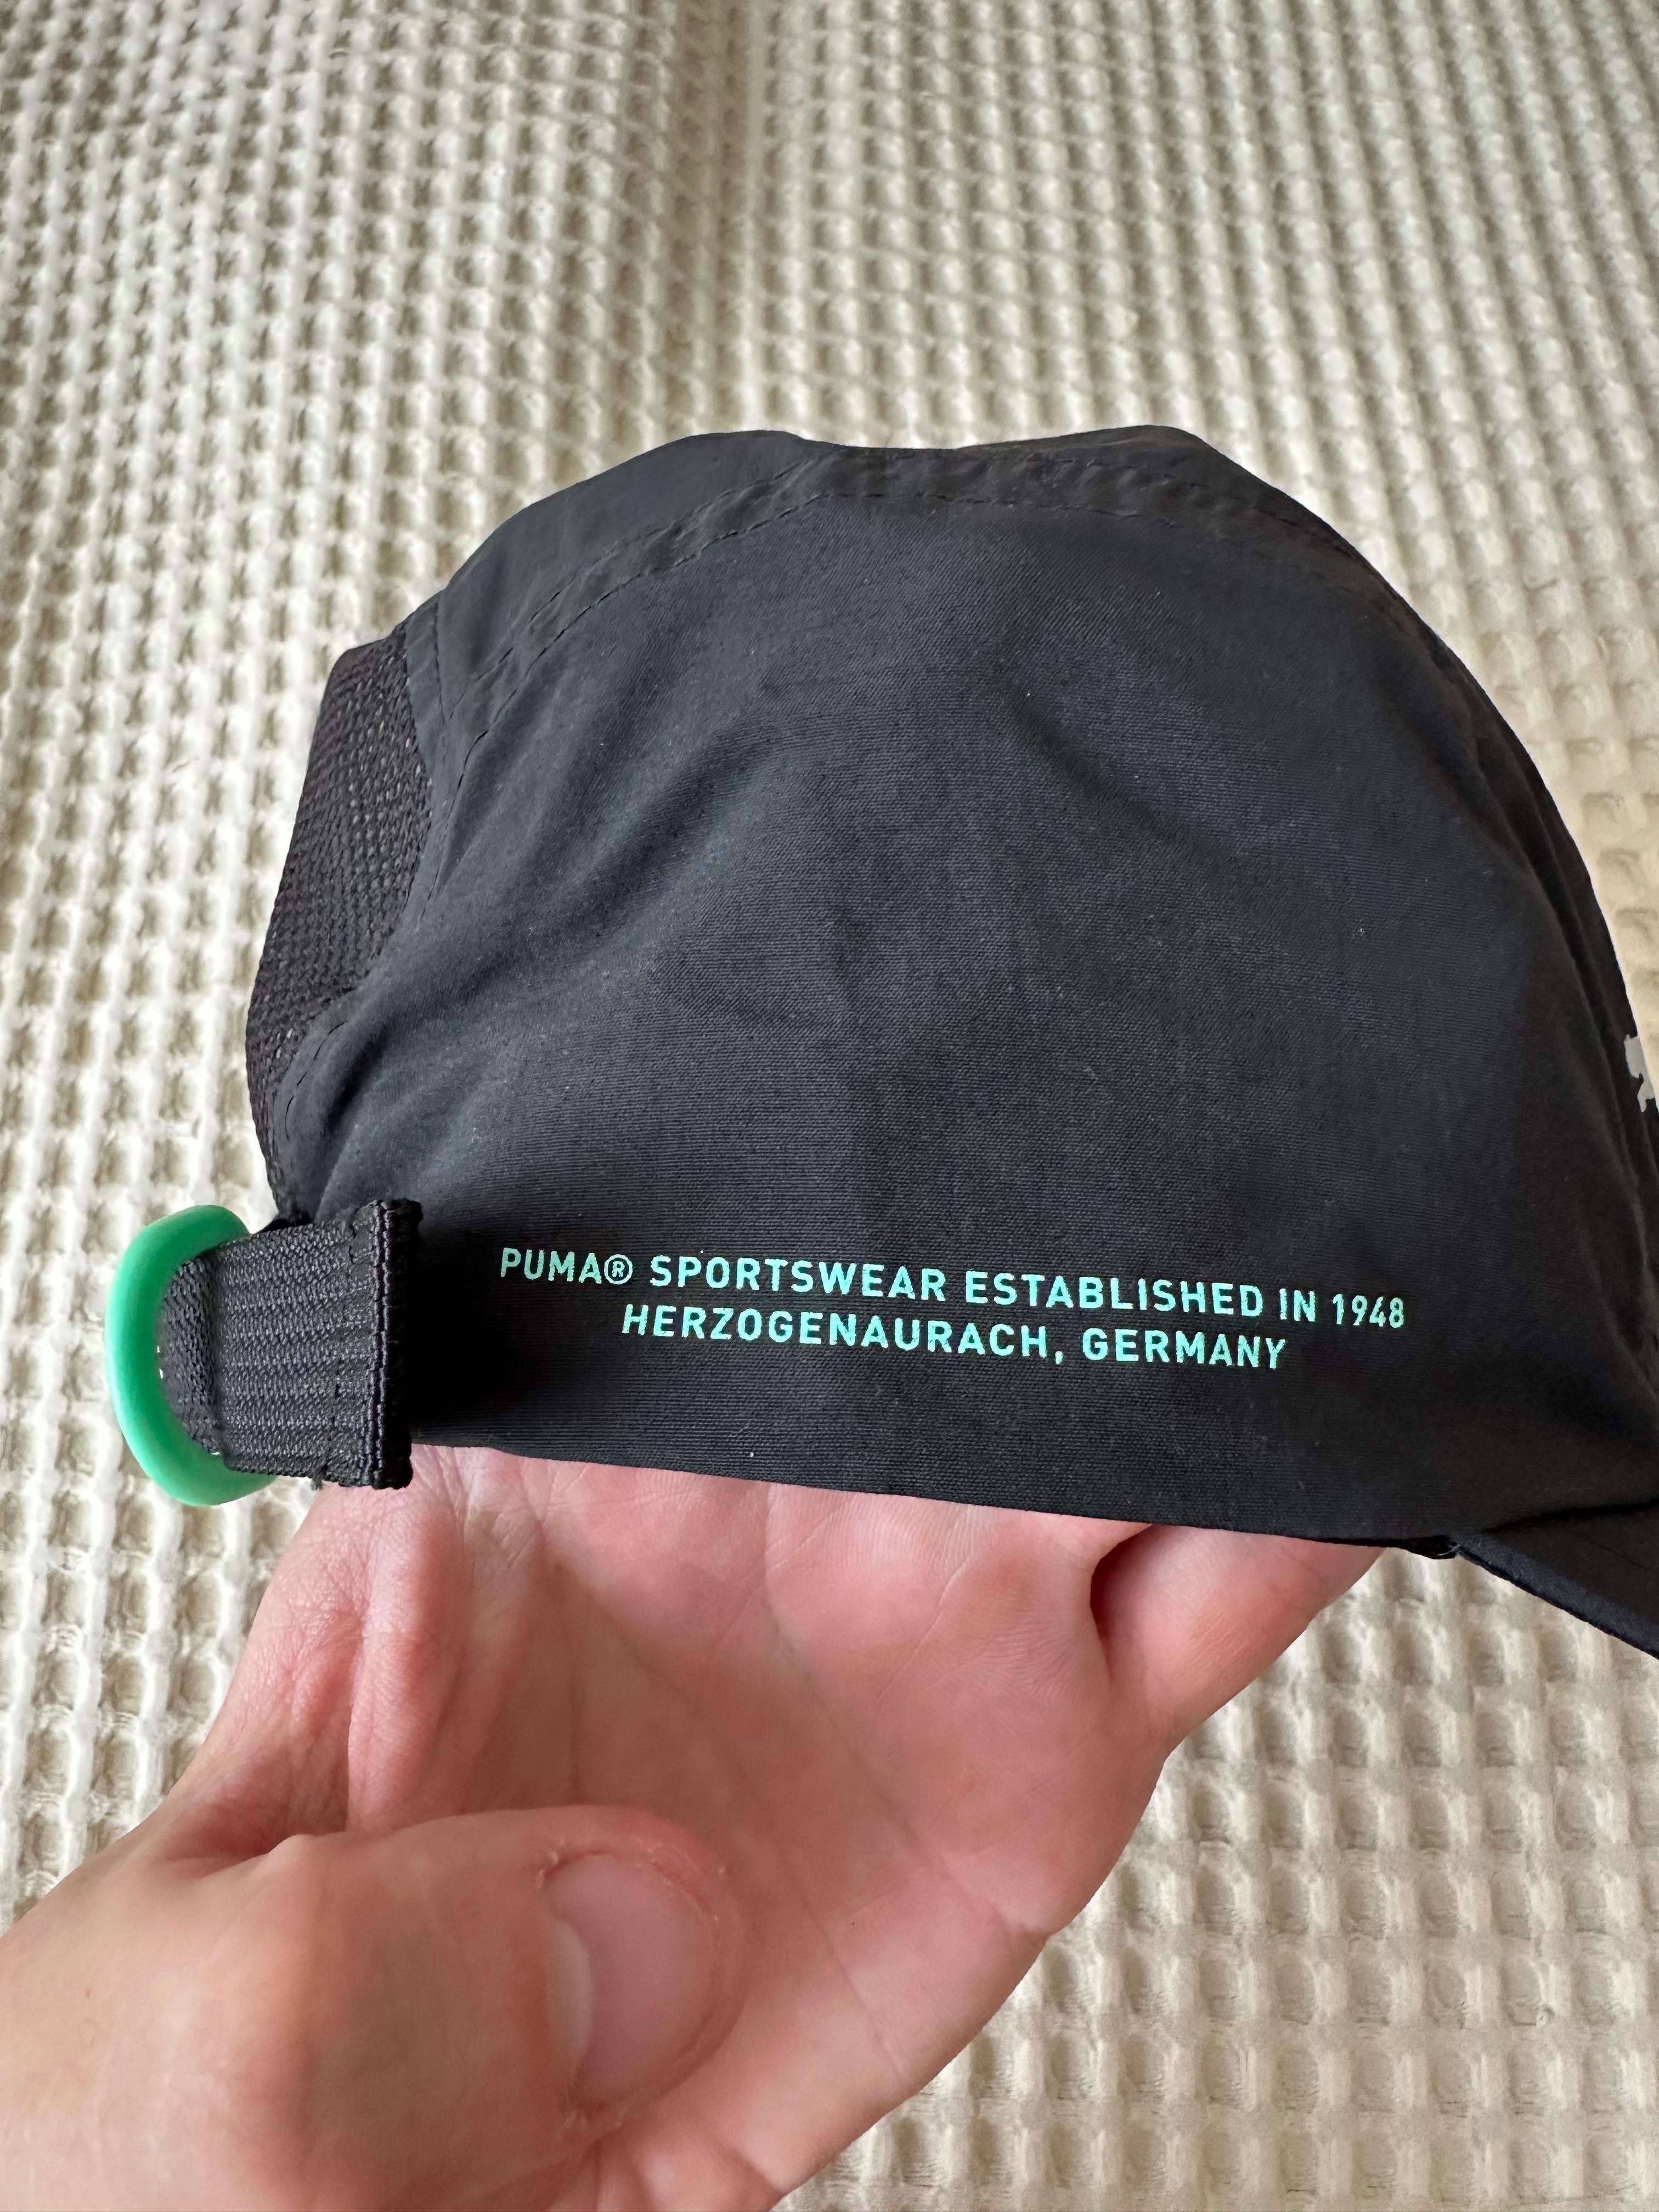 PUMA® SPORTSWEAR ESTABLISHED IN 1948
HERZOGENAURACH, GERMANY